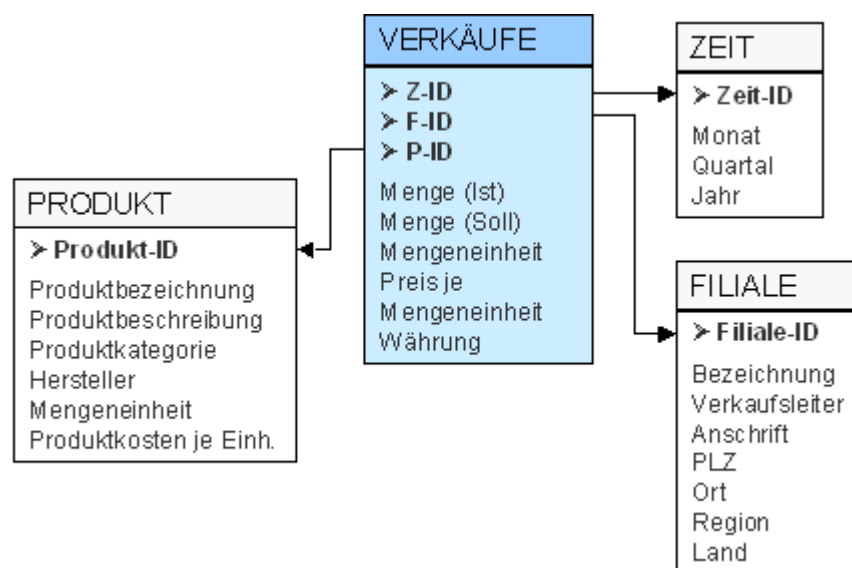 VERKÄUFE
➢ Z-ID
➢ F-ID
➢ P-ID
Menge (Ist)
Menge (Soll)
Mengeneinheit
Preis je
Mengeneinheit
Währung
ZEIT
➢ Zeit-ID
Monat
Quartal
Jahr
PRODUKT
➢ Produkt-ID
Produktbezeichnung
Produktbeschreibung
Produktkategorie
Hersteller
Mengeneinheit
Produktkosten je Einh.
FILIALE
➢ Filiale-ID
Bezeichnung
Verkaufsleiter
Anschrift
PLZ
Ort
Region
Land